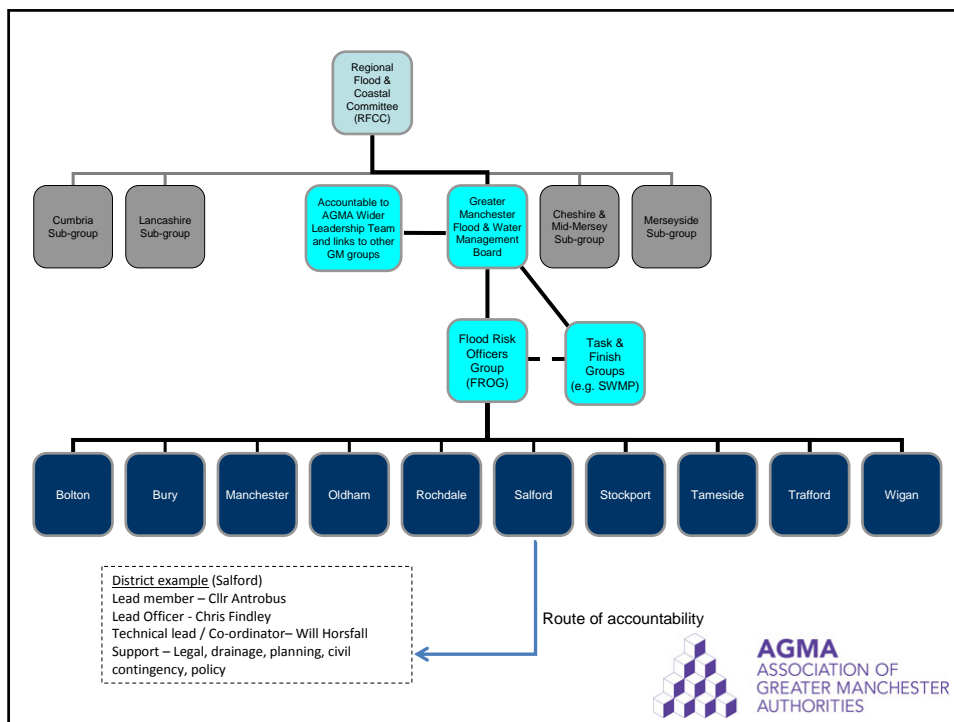 Regional
Flood &
Coastal
Committee
(RFCC)
Cumbria
Sub-group
Lancashire
Sub-group
Accountable to
AGMA Wider
Leadership Team
and links to other
GM groups
Greater
Manchester
Flood & Water
Management
Board
Cheshire &
Mid-Mersey
Sub-group
Merseyside
Sub-group
Flood Risk
Officers
Group
(FROG)
Task &
Finish
Groups
(e.g. SWMP)
Bolton
Bury
Manchester
Oldham
Rochdale
Salford
Stockport
Tameside
Trafford
Wigan
District example (Salford)
Lead member – Cllr Antrobus
Lead Officer - Chris Findley
Technical lead / Co-ordinator– Will Horsfall
Support – Legal, drainage, planning, civil
contingency, policy
Route of accountability
AGMA
ASSOCIATION OF
GREATER MANCHESTER
AUTHORITIES